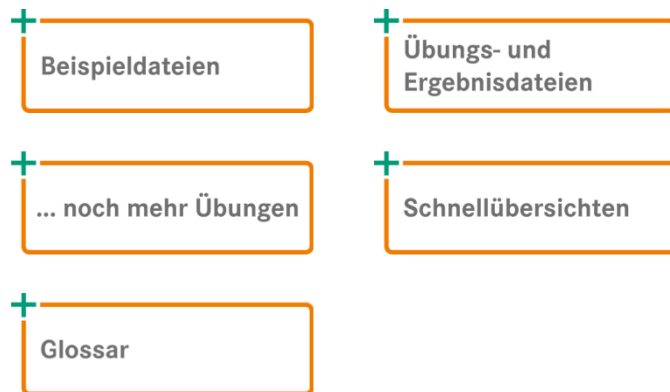 Beispieldateien
Übungs- und
Ergebnisdateien
... noch mehr Übungen
Schnellübersichten
Glossar